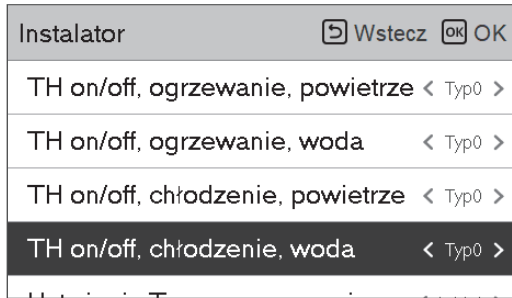 Instalator Wstecz OK OK
TH on/off, ogrzewanie, powietrze < Typ0 >
TH on/off, ogrzewanie, woda < Typ0 >
TH on/off, chłodzenie, powietrze < Typ0 >
TH on/off, chłodzenie, woda < Typ0 >